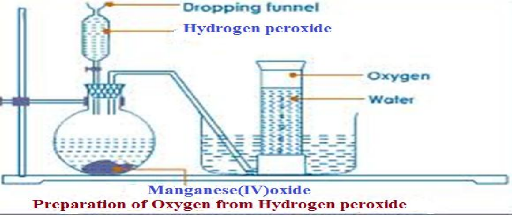 Dropping funnel
Hydrogen peroxide
Oxygen
Water
Manganese(IV)oxide
Preparation of Oxygen from Hydrogen peroxide